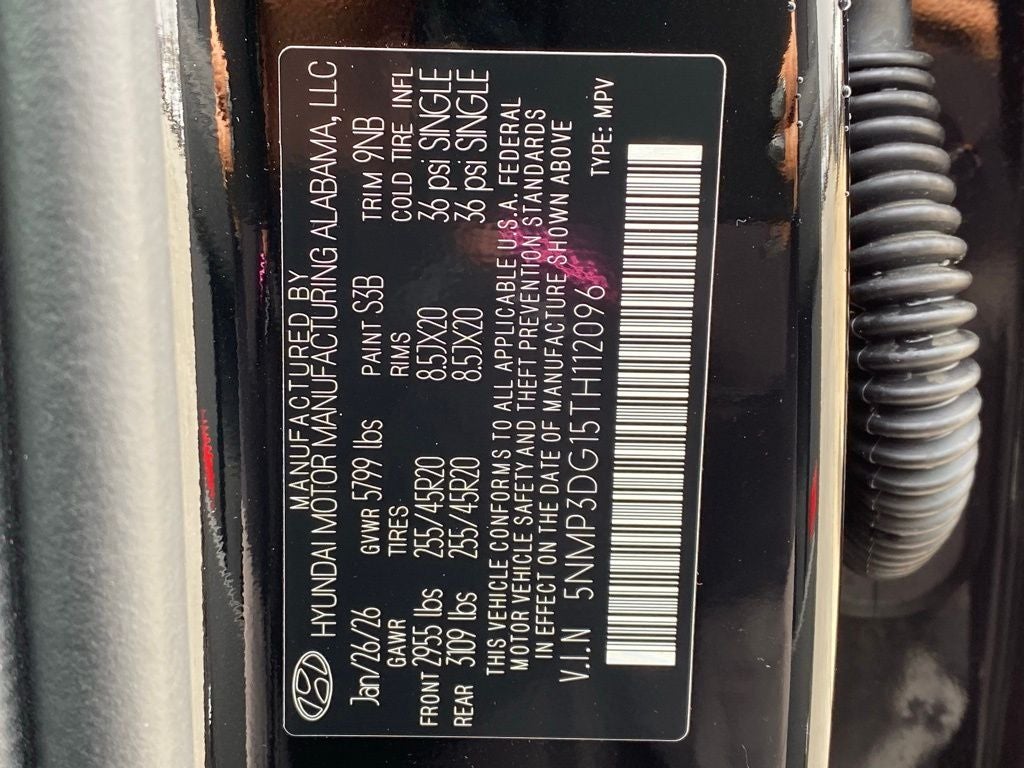 MANUFACTURED BY
HYUNDAI MOTOR MANUFACTURING ALABAMA, LLC
Jan/26/26 GVWR 5799 lbs PAINT S3B TRIM 9NB
GAWR TIRES RIMS COLD TIRE INFL
FRONT 2955 lbs 255/45R20 8.5JX20 36 psi SINGLE
REAR 3109 lbs 255/45R20 8.5JX20 36 psi SINGLE
THIS VEHICLE CONFORMS TO ALL APPLICABLE U.S.A. FEDERAL
MOTOR VEHICLE SAFETY AND THEFT PREVENTION STANDARDS
IN EFFECT ON THE DATE OF MANUFACTURE SHOWN ABOVE
V.I.N 5NMP3DG15TH112096 TYPE: MPV